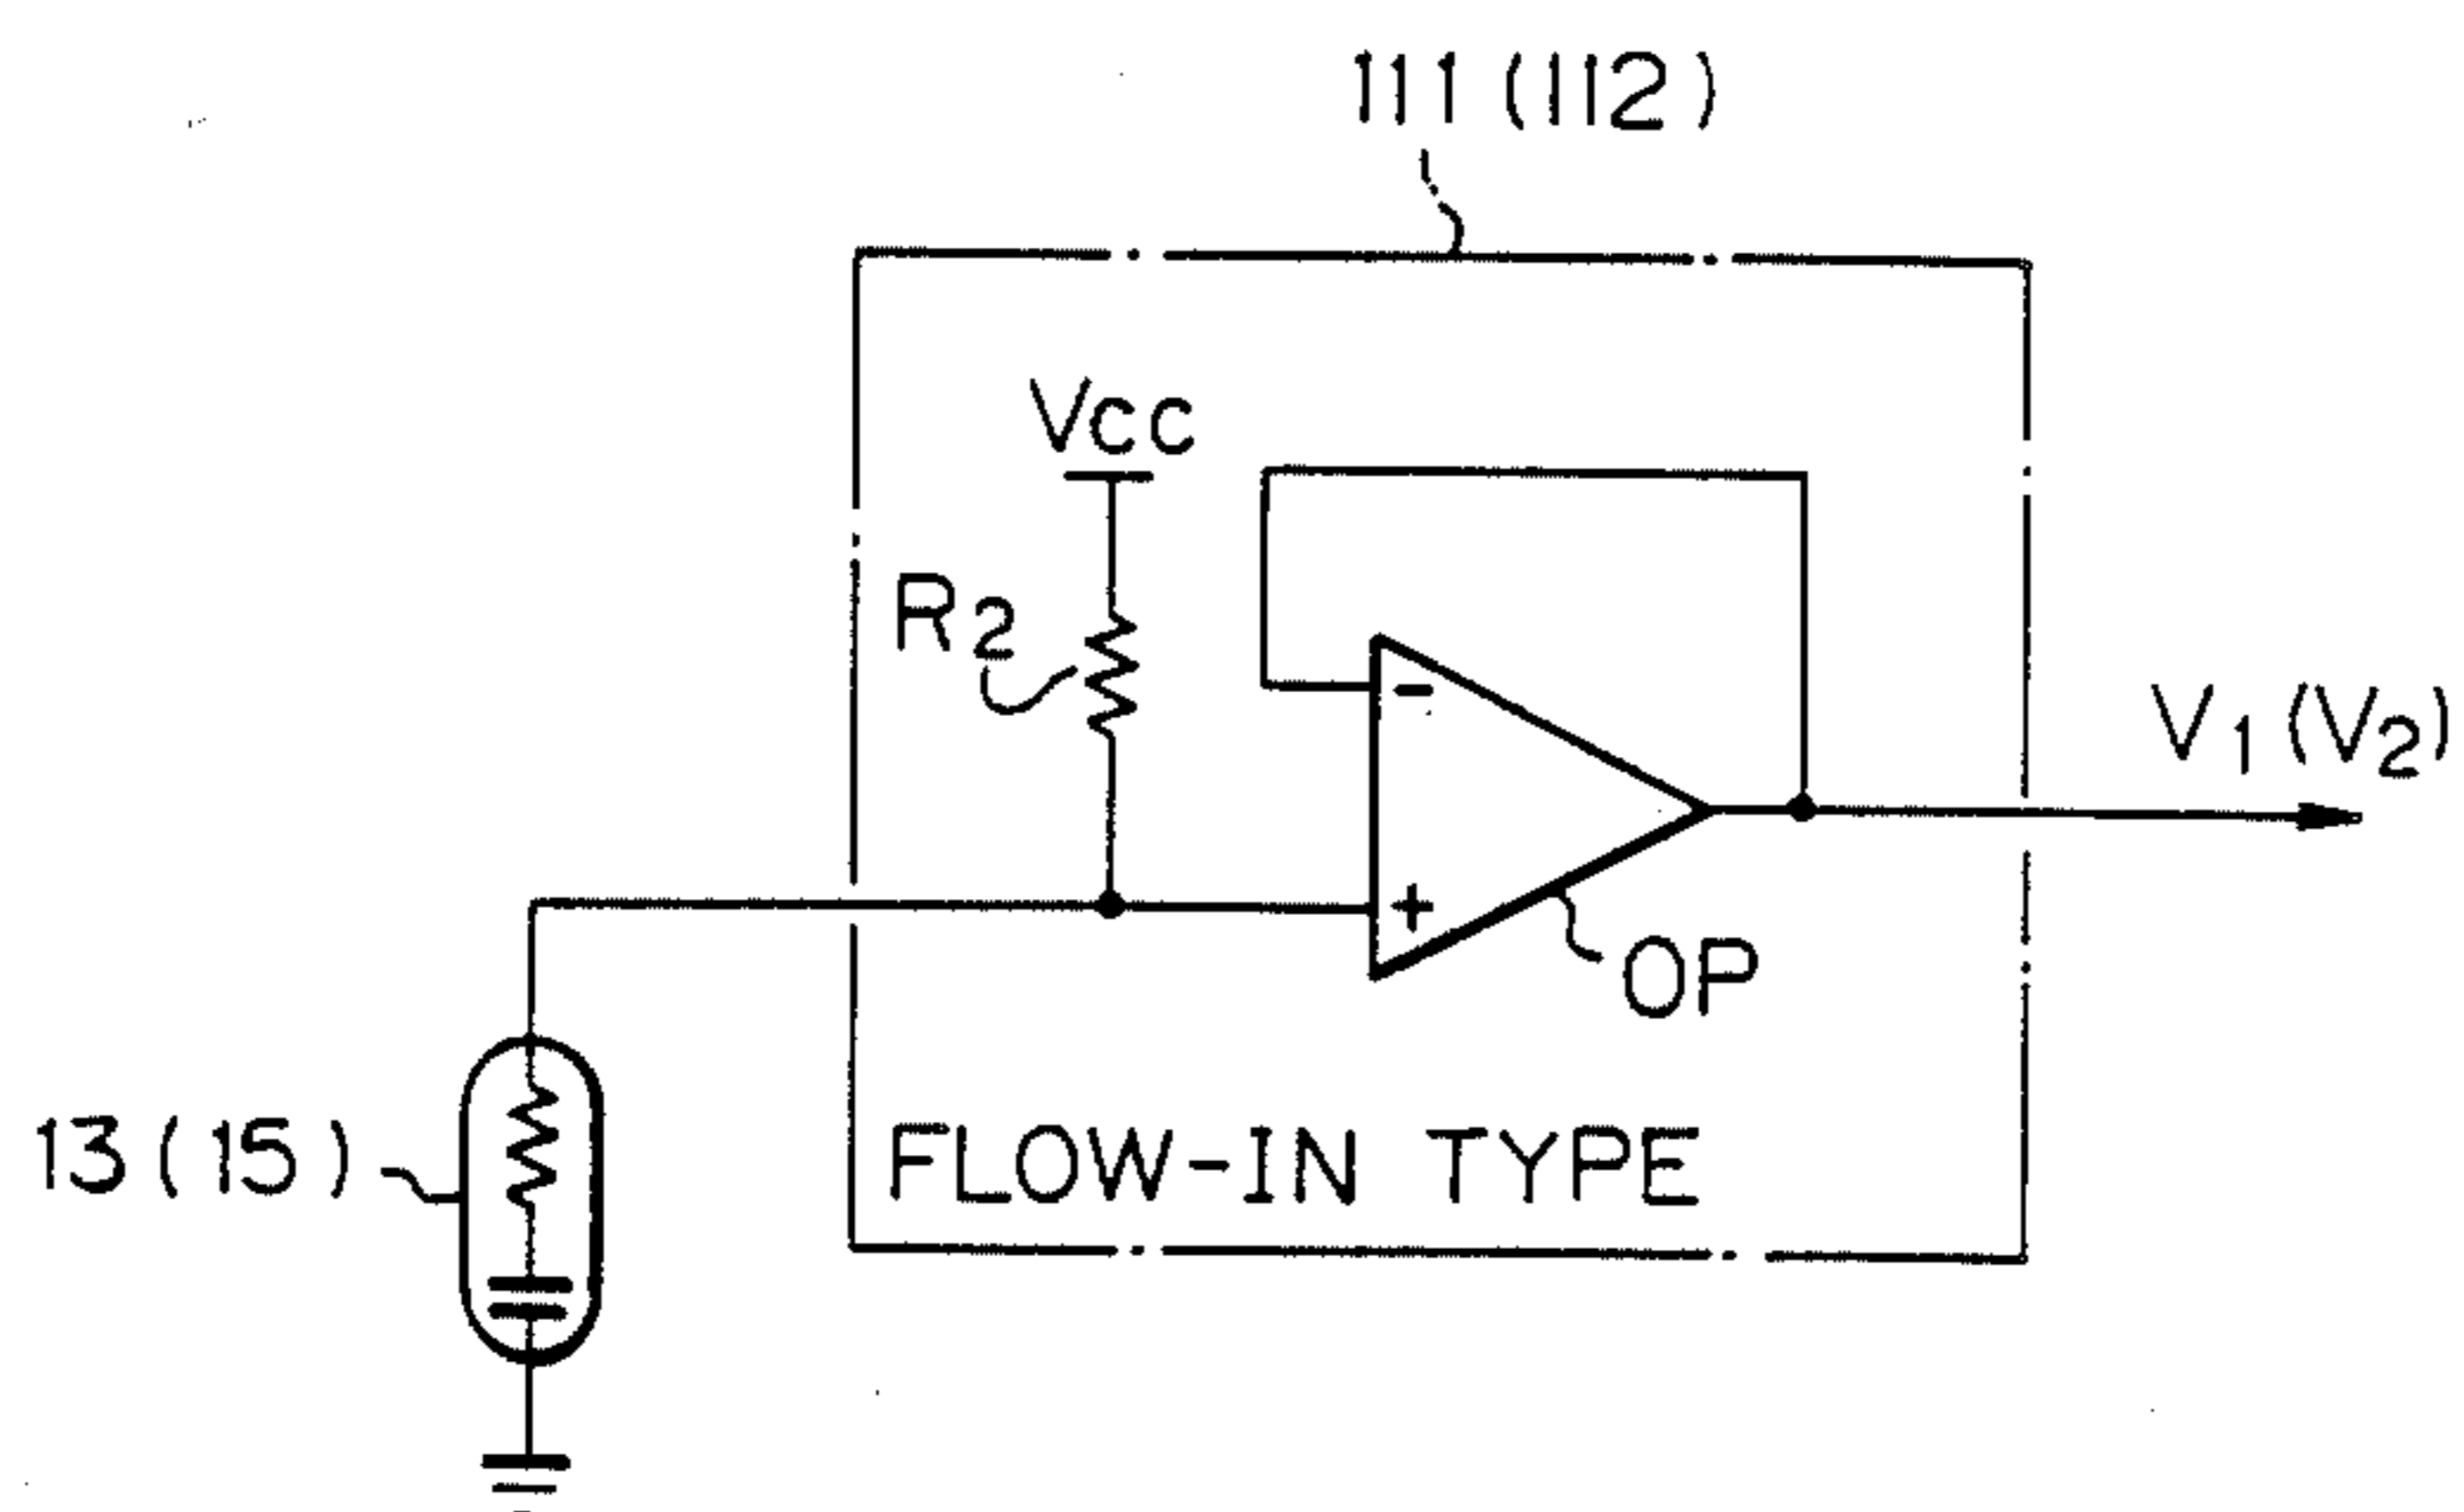 111 (112)
Vcc
R2
-
V1 (V2)
+
OP
13 (15)
FLOW-IN TYPE